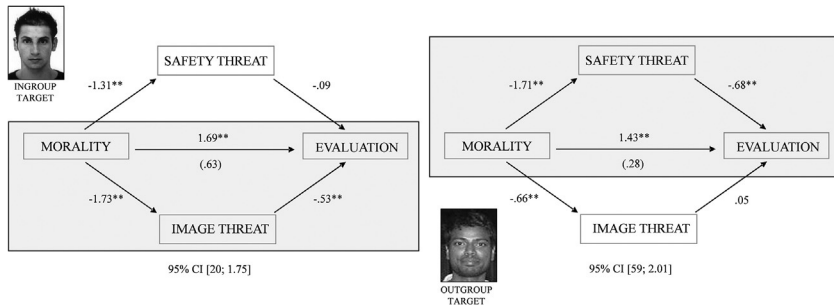 SAFETY THREAT
-1.31**
-.09
INGROUP
TARGET
MORALITY
1.69**
(.63)
EVALUATION
-1.73**
-.53**
IMAGE THREAT
95% CI [20; 1.75]
SAFETY THREAT
-1.71**
-.68**
MORALITY
1.43**
(.28)
EVALUATION
-.66**
.05
IMAGE THREAT
OUTGROUP
TARGET
95% CI [59; 2.01]